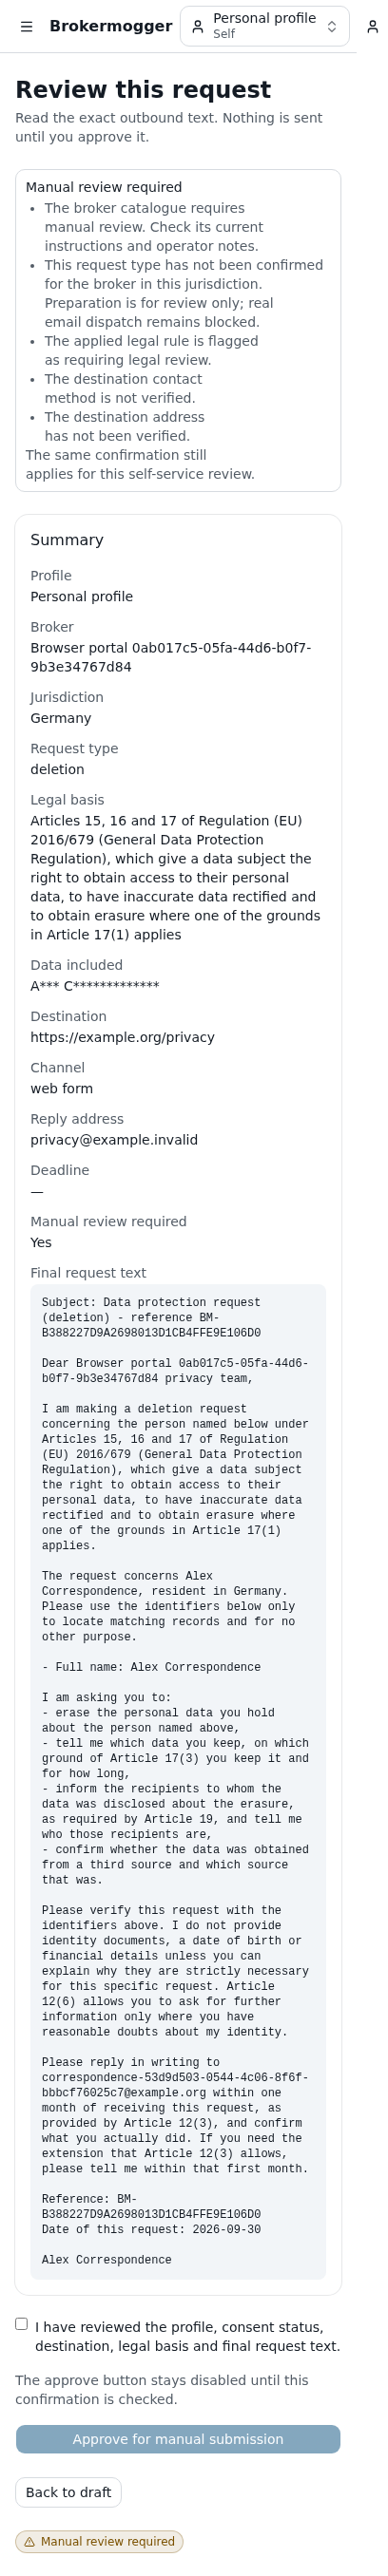 Brokermogger
Personal profile
Self
Review this request
Read the exact outbound text. Nothing is sent
until you approve it.
Manual review required
• The broker catalogue requires
manual review. Check its current
instructions and operator notes.
• This request type has not been confirmed
for the broker in this jurisdiction.
Preparation is for review only; real
email dispatch remains blocked.
• The applied legal rule is flagged
as requiring legal review.
• The destination contact
method is not verified.
• The destination address
has not been verified.
The same confirmation still
applies for this self-service review.
Summary
Profile
Personal profile
Broker
Browser portal 0ab017c5-05fa-44d6-b0f7-
9b3e34767d84
Jurisdiction
Germany
Request type
deletion
Legal basis
Articles 15, 16 and 17 of Regulation (EU)
2016/679 (General Data Protection
Regulation), which give a data subject the
right to obtain access to their personal
data, to have inaccurate data rectified and
to obtain erasure where one of the grounds
in Article 17(1) applies
Data included
A*** C*************
Destination
https://example.org/privacy
Channel
web form
Reply address
privacy@example.invalid
Deadline
—
Manual review required
Yes
Final request text
Subject: Data protection request
(deletion) - reference BM-
B388227D9A2698013D1CB4FFE9E106D0
Dear Browser portal 0ab017c5-05fa-44d6-
b0f7-9b3e34767d84 privacy team,
I am making a deletion request
concerning the person named below under
Articles 15, 16 and 17 of Regulation
(EU) 2016/679 (General Data Protection
Regulation), which give a data subject
the right to obtain access to their
personal data, to have inaccurate data
rectified and to obtain erasure where
one of the grounds in Article 17(1)
applies.
The request concerns Alex
Correspondence, resident in Germany.
Please use the identifiers below only
to locate matching records and for no
other purpose.
- Full name: Alex Correspondence
I am asking you to:
- erase the personal data you hold
about the person named above,
- tell me which data you keep, on which
ground of Article 17(3) you keep it and
for how long,
- inform the recipients to whom the
data was disclosed about the erasure,
as required by Article 19, and tell me
who those recipients are,
- confirm whether the data was obtained
from a third source and which source
that was.
Please verify this request with the
identifiers above. I do not provide
identity documents, a date of birth or
financial details unless you can
explain why they are strictly necessary
for this specific request. Article
12(6) allows you to ask for further
information only where you have
reasonable doubts about my identity.
Please reply in writing to
correspondence-53d9d503-0544-4c06-8f6f-
bbbcf76025c7@example.org within one
month of receiving this request, as
provided by Article 12(3), and confirm
what you actually did. If you need the
extension that Article 12(3) allows,
please tell me within that first month.
Reference: BM-
B388227D9A2698013D1CB4FFE9E106D0
Date of this request: 2026-09-30
Alex Correspondence
I have reviewed the profile, consent status,
destination, legal basis and final request text.
The approve button stays disabled until this
confirmation is checked.
Approve for manual submission
Back to draft
Manual review required